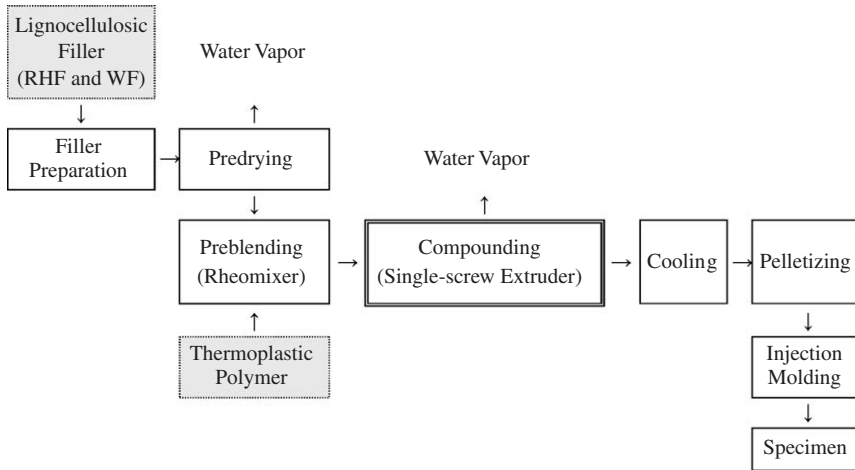 Lignocellulosic
Filler
(RHF and WF)
Water Vapor
Filler
Preparation
Predrying
Water Vapor
Preblending
(Rheomixer)
Compounding
(Single-screw Extruder)
Cooling
Pelletizing
Thermoplastic
Polymer
Injection
Molding
Specimen